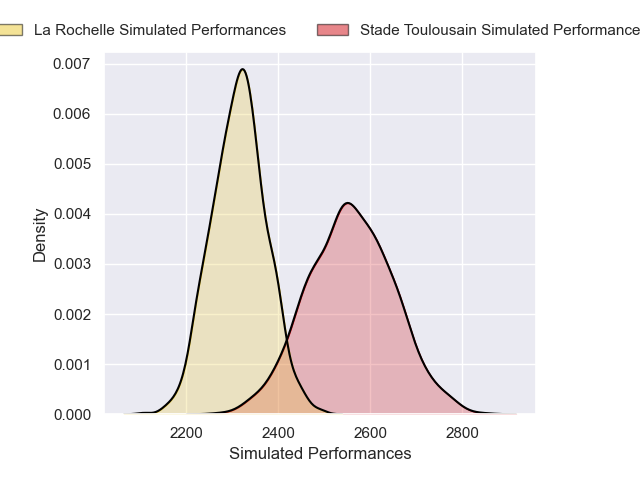 La Rochelle Simulated Performances
Stade Toulousain Simulated Performance
0.007
0.006
0.005
0.004
0.003
0.002
0.001
0.000
Density
2200 2400 2600 2800
Simulated Performances